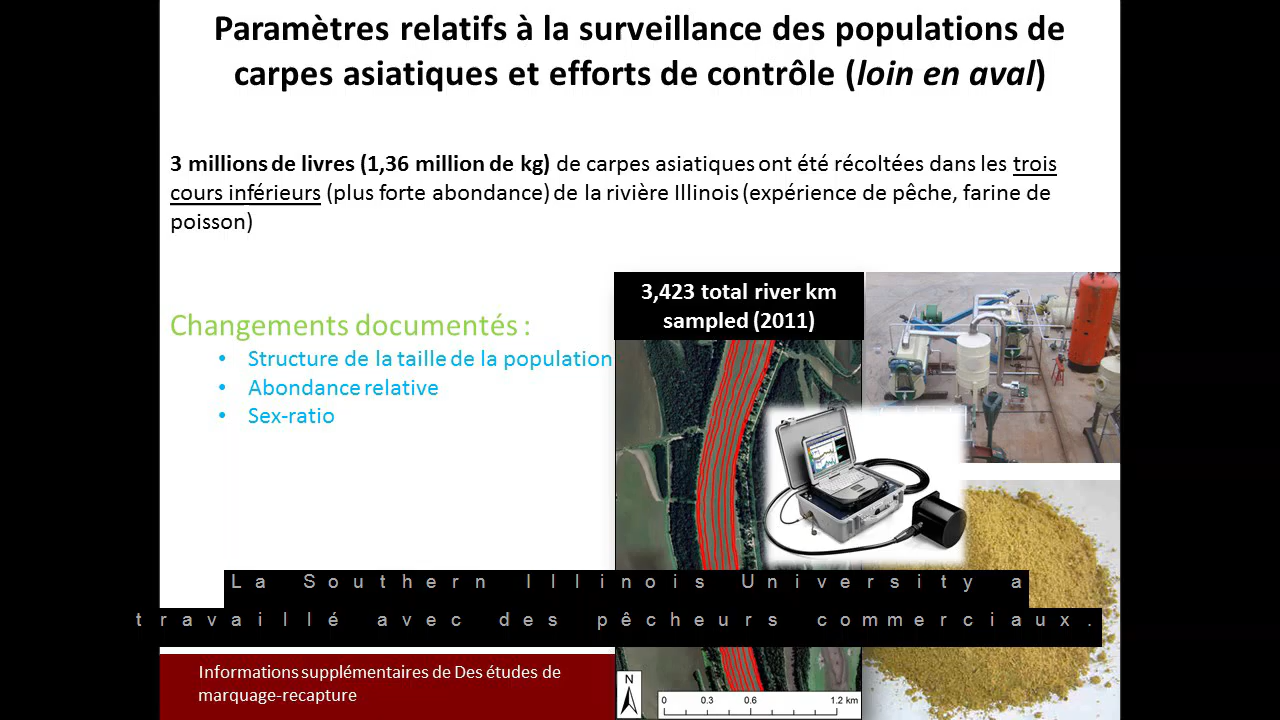 Paramètres relatifs à la surveillance des populations de
carpes asiatiques et efforts de contrôle (loin en aval)
3 millions de livres (1,36 million de kg) de carpes asiatiques ont été récoltées dans les trois
cours inférieurs (plus forte abondance) de la rivière Illinois (expérience de pêche, farine de
poisson)
3,423 total river km
sampled (2011)
Changements documentés :
• Structure de la taille de la population
• Abondance relative
• Sex-ratio
La Southern Illinois University a
travaillé avec des pêcheurs commerciaux.
Informations supplémentaires de Des études de
marquage-recapture
N
0 0.3 0.6 1.2 km